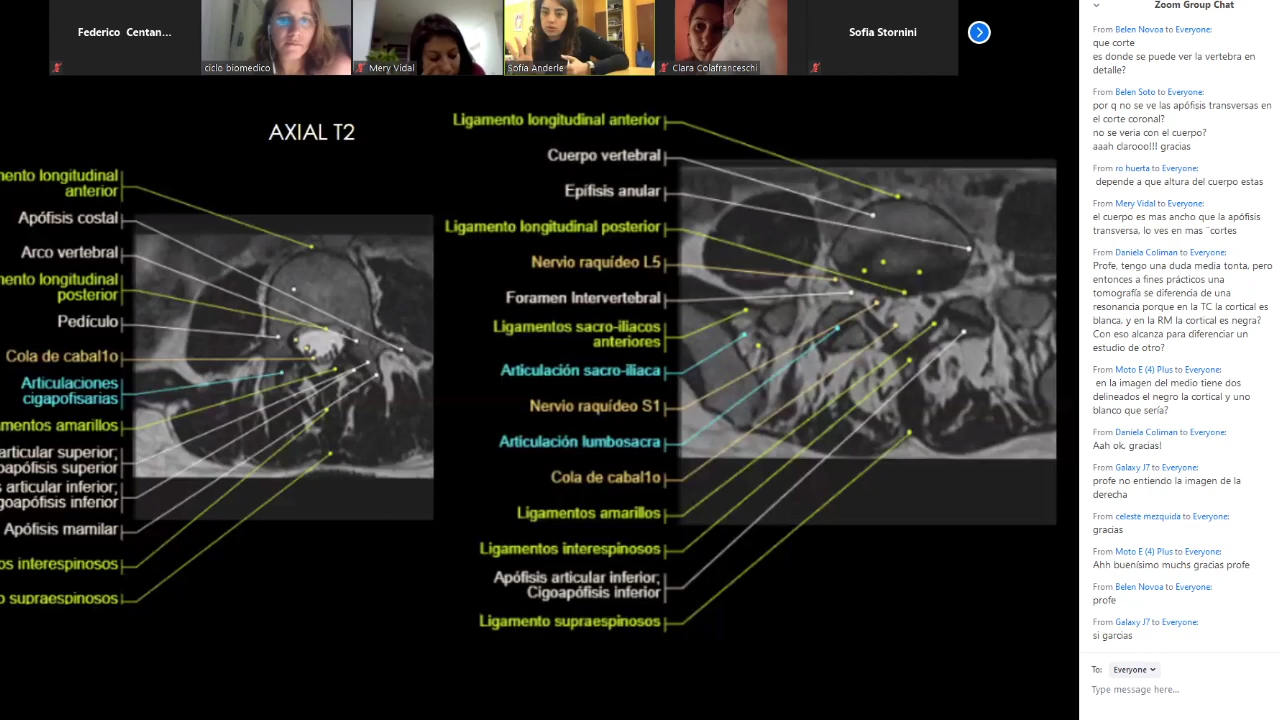 Federico Centan...
ciclo biomedico
Mery Vidal
Sofía Anderle
Clara Colafranceschi
Sofia Stornini
AXIAL T2
mento longitudinal
anterior
Apófisis costal
Arco vertebral
mento longitudinal
posterior
Pedículo
Cola de cabal1o
Articulaciones
cigapofisarias
amentos amarillos
articular superior;
oapófisis superior
s articular inferior;
goapófisis inferior
Apófisis mamilar
os interespinosos
o supraespinosos
Ligamento longitudinal anterior
Cuerpo vertebral
Epífisis anular
Ligamento longitudinal posterior
Nervio raquídeo L5
Foramen Intervertebral
Ligamentos sacro-iliacos
anteriores
Articulación sacro-iliaca
Nervio raquídeo S1
Articulación lumbosacra
Cola de cabal1o
Ligamentos amarillos
Ligamentos interespinosos
Apófisis articular inferior;
Cigoapófisis inferior
Ligamento supraespinosos
Zoom Group Chat
From Belen Novoa to Everyone:
que corte
es donde se puede ver la vertebra en
detalle?
From Belen Soto to Everyone:
por q no se ve las apófisis transversas en
el corte coronal?
no se veria con el cuerpo?
aaah clarooo!!! gracias
From ro huerta to Everyone:
depende a que altura del cuerpo estas
From Mery Vidal to Everyone:
el cuerpo es mas ancho que la apófisis
transversa, lo ves en mas ¨cortes
From Daniela Coliman to Everyone:
Profe, tengo una duda media tonta, pero
entonces a fines prácticos una
tomografía se diferencia de una
resonancia porque en la TC la cortical es
blanca, y en la RM la cortical es negra?
Con eso alcanza para diferenciar un
estudio de otro?
From Moto E (4) Plus to Everyone:
en la imagen del medio tiene dos
delineados el negro la cortical y uno
blanco que sería?
From Daniela Coliman to Everyone:
Aah ok, gracias!
From Galaxy J7 to Everyone:
profe no entiendo la imagen de la
derecha
From celeste mezquida to Everyone:
gracias
From Moto E (4) Plus to Everyone:
Ahh buenísimo muchs gracias profe
From Belen Novoa to Everyone:
profe
From Galaxy J7 to Everyone:
si garcias
To: Everyone
Type message here...